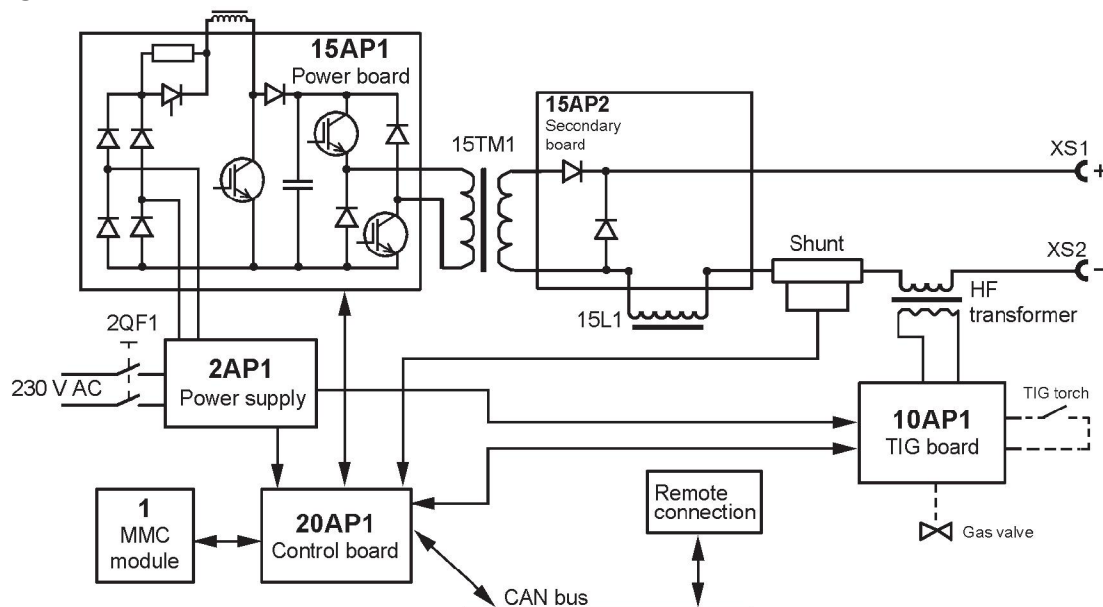 15AP1
Power board
15TM1
15AP2
Secondary
board
XS1
+
Shunt
XS2
−
15L1
HF
transformer
2QF1
230 V AC
2AP1
Power supply
TIG torch
10AP1
TIG board
Remote
connection
1
MMC
module
20AP1
Control board
Gas valve
CAN bus